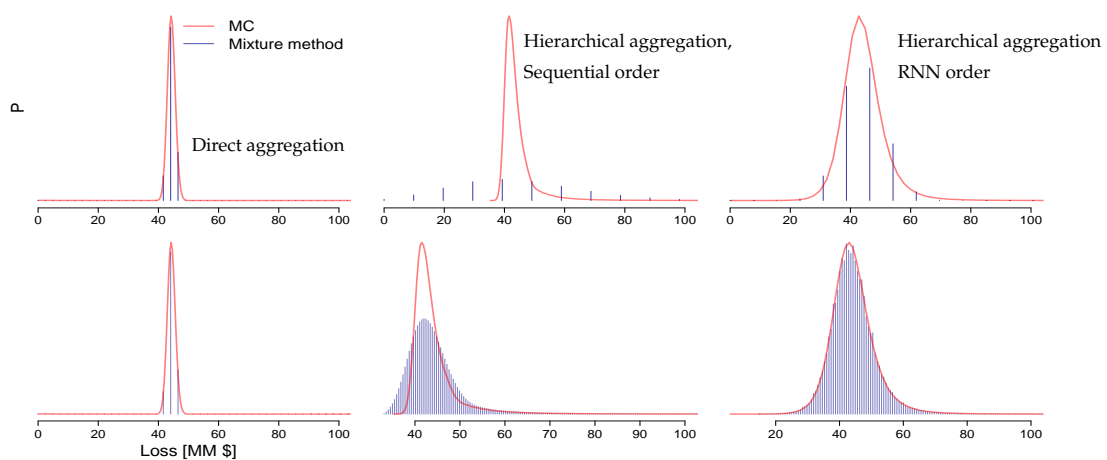 MC
Mixture method
Hierarchical aggregation,
Sequential order
Hierarchical aggregation
RNN order
Direct aggregation
P
0 20 40 60 80 100
0 20 40 60 80 100
0 20 40 60 80 100
0 20 40 60 80 100
40 50 60 70 80 90 100
20 40 60 80 100
Loss [MM $]